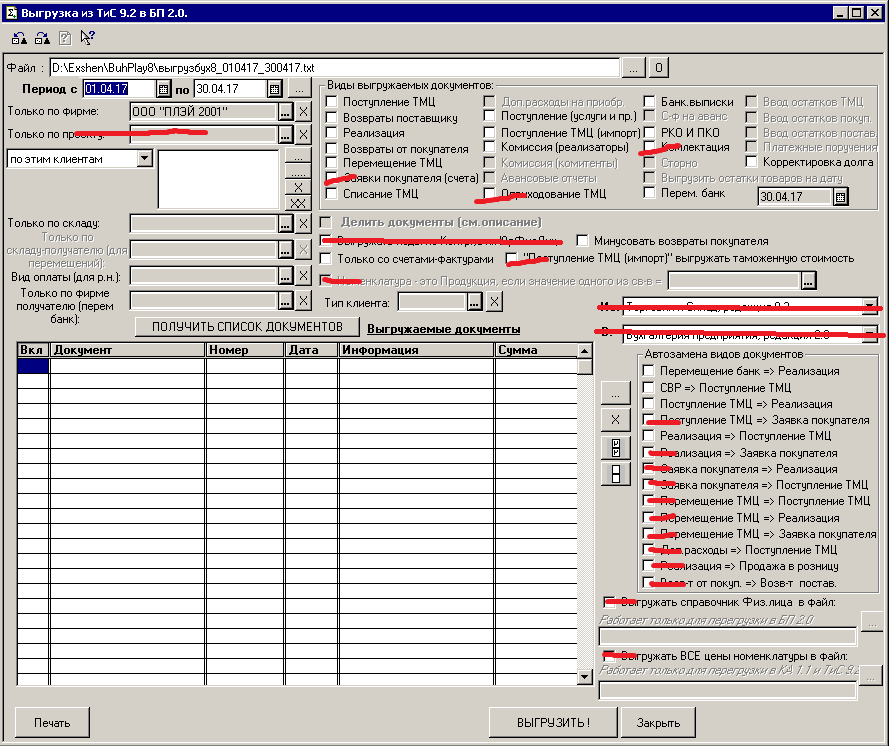 Выгрузка из ТиС 9.2 в БП 2.0.
Файл :
D:\Exshen\BuhPlay8\выгрузбух8_010417_300417.txt
...
0
Период с
01.04.17
по
30.04.17
...
Только по фирме:
ООО "ПЛЭЙ 2001"
...
X
Только по проекту:
...
X
по этим клиентам
...
.....
X
XX
Виды выгружаемых документов:
Поступление ТМЦ
Возвраты поставщику
Реализация
Возвраты от покупателя
Перемещение ТМЦ
Заявки покупателя (счета)
Списание ТМЦ
Доп.расходы на приобр.
Поступление (услуги и пр.)
Поступление ТМЦ (импорт)
Комиссия (реализаторы)
Комиссия (комитенты)
Авансовые отчеты
Оприходование ТМЦ
Банк.выписки
С-ф на аванс
РКО И ПКО
Комплектация
Сторно
Выгрузить остатки товаров на дату
Перем. банк
30.04.17
Ввод остатков ТМЦ
Ввод остатков покуп.
Ввод остатков постав.
Платежные поручения
Корректировка долга
Только по складу:
...
X
Только по
складу-получателю (для
перемещений):
...
X
Вид оплаты (для р.н.):
...
X
Только по фирме
получателю (перем
банк):
...
X
Делить документы (см.описание)
Минусовать возвраты покупателя
Только со счетами-фактурами
"Поступление ТМЦ (импорт)" выгружать таможенную стоимость
Номенклатура - это Продукция, если значение одного из св-в =
...
Тип клиента:
...
X
ПОЛУЧИТЬ СПИСОК ДОКУМЕНТОВ
Выгружаемые документы
Вкл Документ Номер Дата Информация Сумма
...
X
Автозамена видов документов
Перемещение банк => Реализация
СВР => Поступление ТМЦ
Поступление ТМЦ => Реализация
Поступление ТМЦ => Заявка покупателя
Реализация => Поступление ТМЦ
Реализация => Заявка покупателя
Заявка покупателя => Реализация
Заявка покупателя => Поступление ТМЦ
Перемещение ТМЦ => Поступление ТМЦ
Перемещение ТМЦ => Реализация
Перемещение ТМЦ => Заявка покупателя
Доп.расходы => Поступление ТМЦ
Реализация => Продажа в розницу
Возв-т от покуп. => Возв-т постав.
Выгружать справочник Физ.лица в файл:
Работает только для перегрузки в БП 2.0
...
Выгружать ВСЕ цены номенклатуры в файл:
Работает только для перегрузки в КА 1.1 и ТиС 9.2
...
Печать
ВЫГРУЗИТЬ !
Закрыть